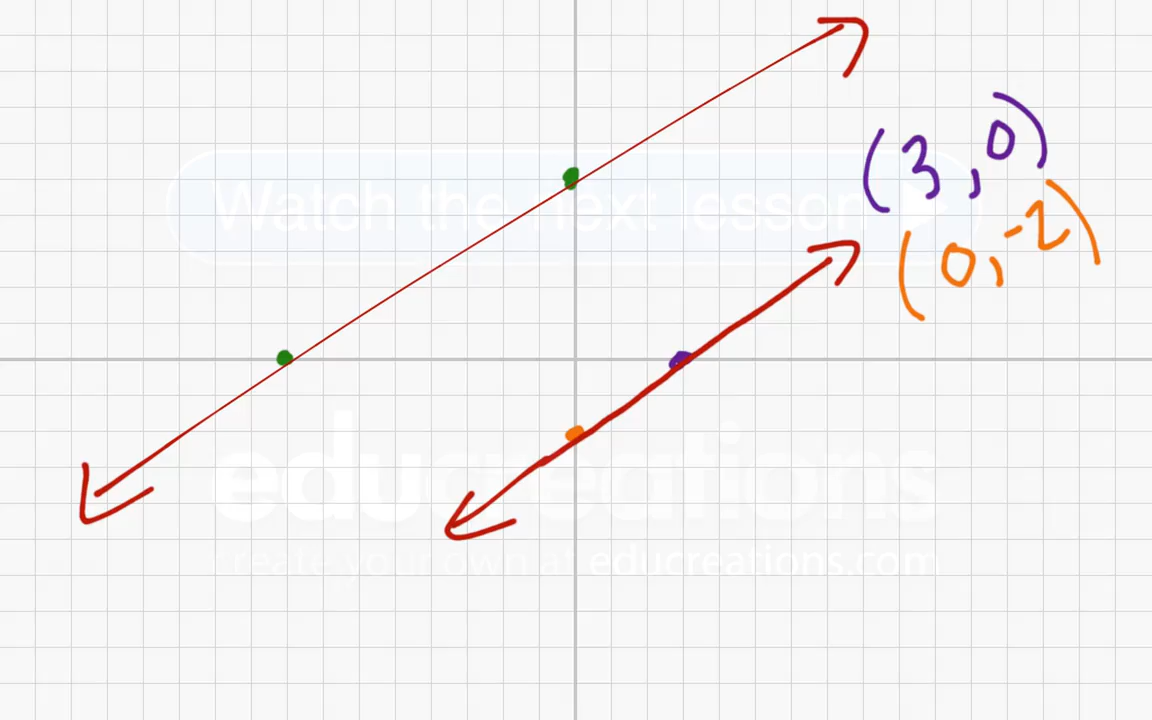 (3,0)
(0,-2)
Watch the next lesson
educreations
create your own at educreations.com